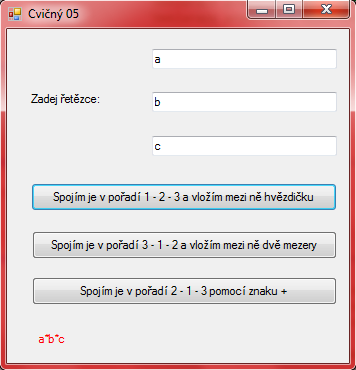 Cvičný 05
a
Zadej řetězce:
b
c
Spojím je v pořadí 1 - 2 - 3 a vložím mezi ně hvězdičku
Spojím je v pořadí 3 - 1 - 2 a vložím mezi ně dvě mezery
Spojím je v pořadí 2 - 1 - 3 pomocí znaku +
a*b*c